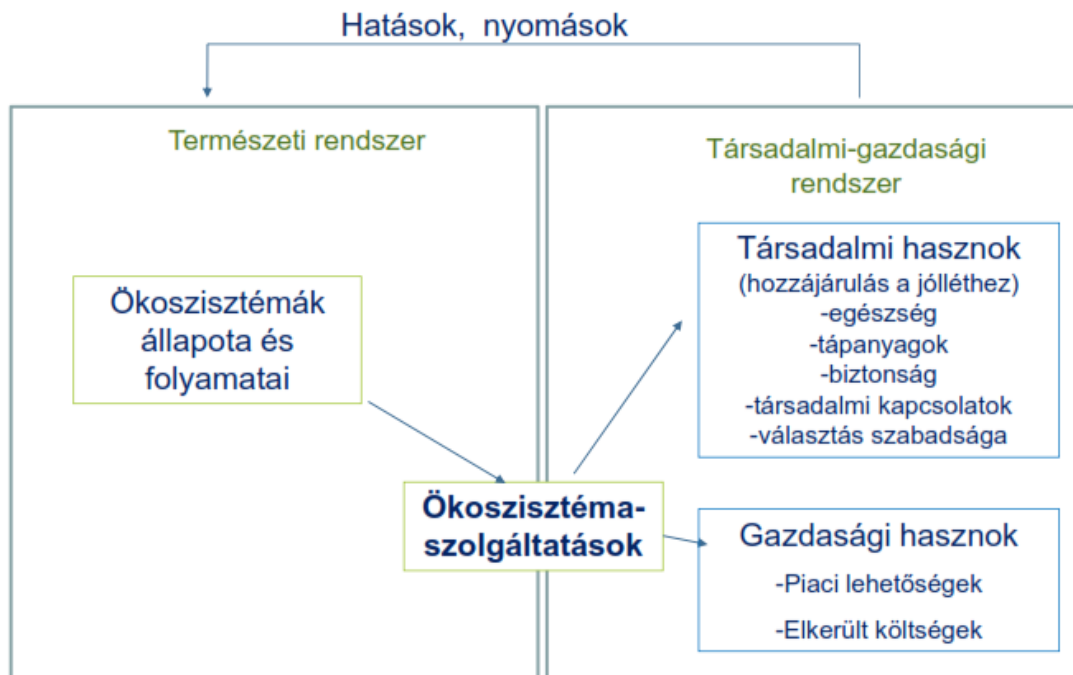 Hatások, nyomások
Természeti rendszer
Ökoszisztémák
állapota és
folyamatai
Ökoszisztéma-
szolgáltatások
Társadalmi-gazdasági
rendszer
Társadalmi hasznok
(hozzájárulás a jólléthez)
-egészség
-tápanyagok
-biztonság
-társadalmi kapcsolatok
-választás szabadsága
Gazdasági hasznok
-Piaci lehetőségek
-Elkerült költségek